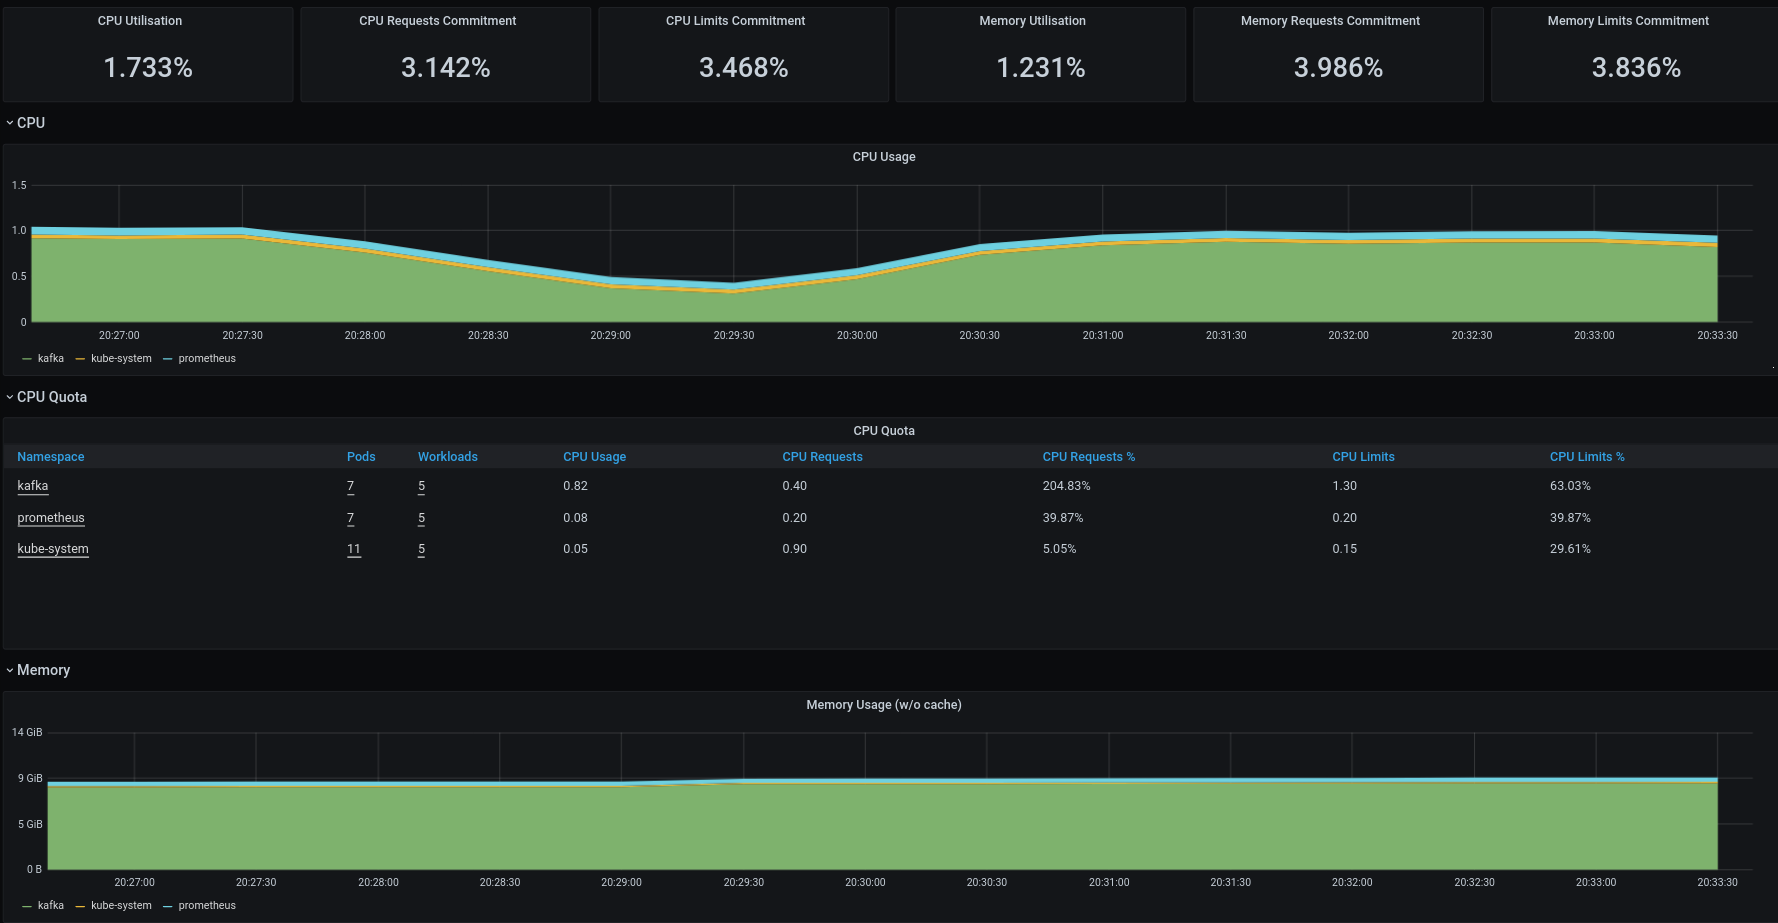 CPU Utilisation CPU Requests Commitment CPU Limits Commitment Memory Utilisation Memory Requests Commitment Memory Limits Commitment
1.733% 3.142% 3.468% 1.231% 3.986% 3.836%
CPU
CPU Usage
1.5
1.0
0.5
0
20:27:00 20:27:30 20:28:00 20:28:30 20:29:00 20:29:30 20:30:00 20:30:30 20:31:00 20:31:30 20:32:00 20:32:30 20:33:00 20:33:30
kafka kube-system prometheus
CPU Quota
CPU Quota
Namespace Pods Workloads CPU Usage CPU Requests CPU Requests % CPU Limits CPU Limits %
kafka 7 5 0.82 0.40 204.83% 1.30 63.03%
prometheus 7 5 0.08 0.20 39.87% 0.20 39.87%
kube-system 11 5 0.05 0.90 5.05% 0.15 29.61%
Memory
Memory Usage (w/o cache)
14 GiB
9 GiB
5 GiB
0 B
20:27:00 20:27:30 20:28:00 20:28:30 20:29:00 20:29:30 20:30:00 20:30:30 20:31:00 20:31:30 20:32:00 20:32:30 20:33:00 20:33:30
kafka kube-system prometheus